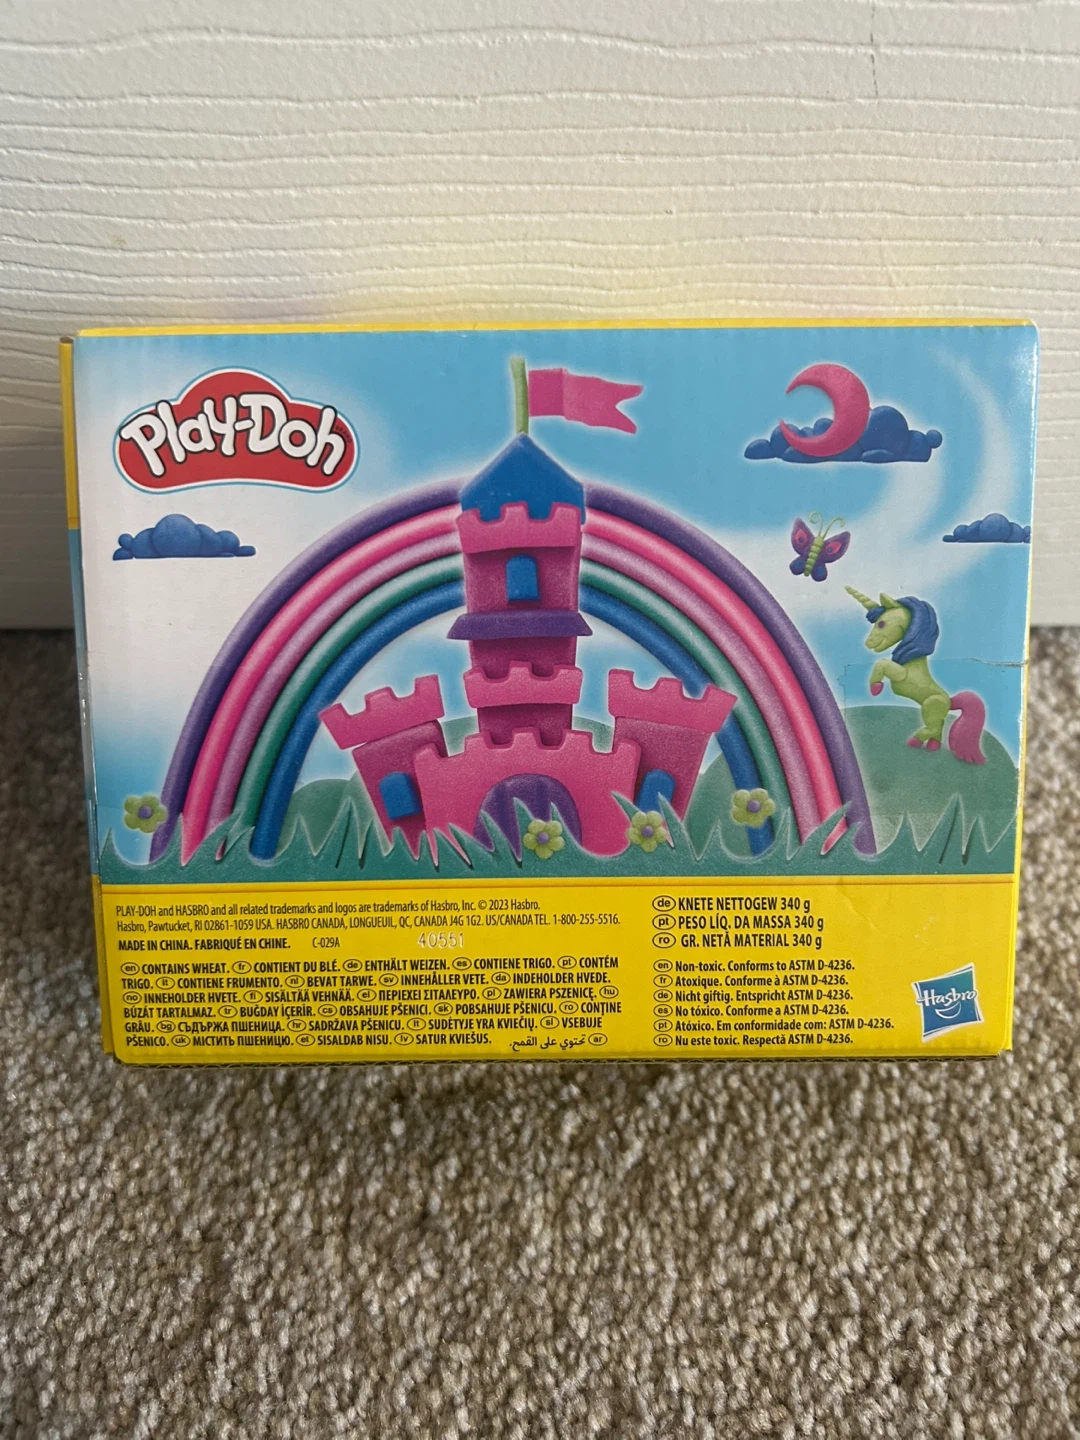 Play-Doh
PLAY-DOH and HASBRO and all related trademarks and logos are trademarks of Hasbro, Inc. © 2023 Hasbro.
Hasbro, Pawtucket, RI 02861-1059 USA. HASBRO CANADA, LONGUEUIL, QC, CANADA J4G 1G2. US/CANADA TEL. 1-800-255-5516.
MADE IN CHINA. FABRIQUÉ EN CHINE. C-029A 40551
en CONTAINS WHEAT. fr CONTIENT DU BLÉ. de ENTHÄLT WEIZEN. es CONTIENE TRIGO. pt CONTÉM
TRIGO. it CONTIENE FRUMENTO. nl BEVAT TARWE. sv INNEHÅLLER VETE. da INDEHOLDER HVEDE.
no INNEHOLDER HVETE. fi SISÄLTÄÄ VEHNÄÄ. el ΠΕΡΙΕΧΕΙ ΣΙΤΑΛΕΥΡΟ. pl ZAWIERA PSZENICĘ. hu
BÚZÁT TARTALMAZ. tr BUĞDAY İÇERİR. cs OBSAHUJE PŠENICI. sk POBSAHUJE PŠENICU. ro CONȚINE
GRÂU. bg СЪДЪРЖА ПШЕНИЦА. hr SADRŽAVA PŠENICU. lt SUDĖTYJE YRA KVIEČIŲ. sl VSEBUJE
PŠENICO. uk МІСТИТЬ ПШЕНИЦЮ. et SISALDAB NISU. lv SATUR KVIEŠUS. ar تحتوي على القمح.
de KNETE NETTOGEW 340 g
pt PESO LÍQ. DA MASSA 340 g
ro GR. NETĂ MATERIAL 340 g
en Non-toxic. Conforms to ASTM D-4236.
fr Atoxique. Conforme à ASTM D-4236.
de Nicht giftig. Entspricht ASTM D-4236.
es No tóxico. Conforme a ASTM D-4236.
pt Atóxico. Em conformidade com: ASTM D-4236.
ro Nu este toxic. Respectă ASTM D-4236.
Hasbro